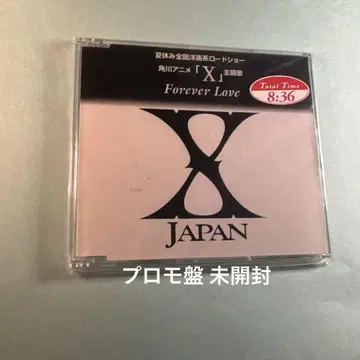 夏休み全国洋画系ロードショー
角川アニメ「X」主題歌
Forever Love
Total Time
8:36
X
JAPAN
プロモ盤 未開封